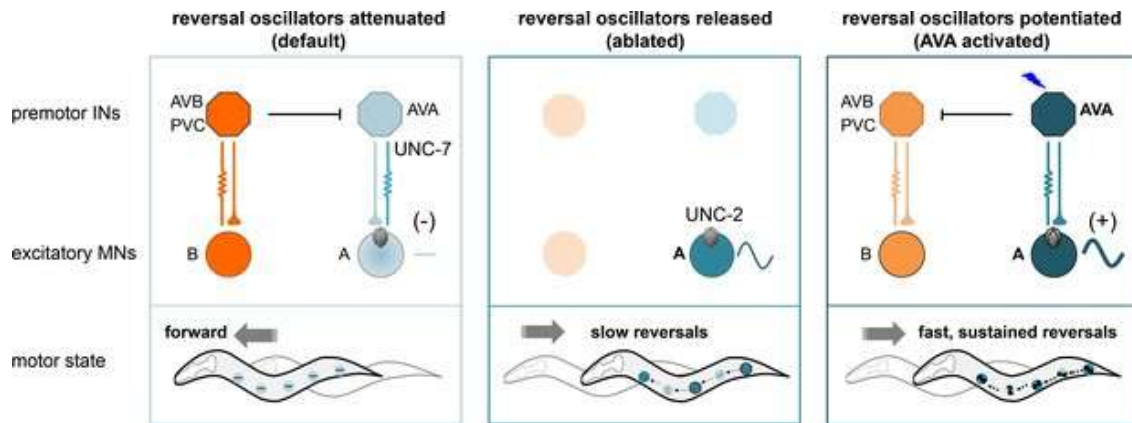 reversal oscillators attenuated
(default)
reversal oscillators released
(ablated)
reversal oscillators potentiated
(AVA activated)
premotor INs
AVB
PVC
AVA
UNC-7
AVB
PVC
AVA
excitatory MNs
B
A
(-)
UNC-2
A
B
A
(+)
motor state
forward
slow reversals
fast, sustained reversals